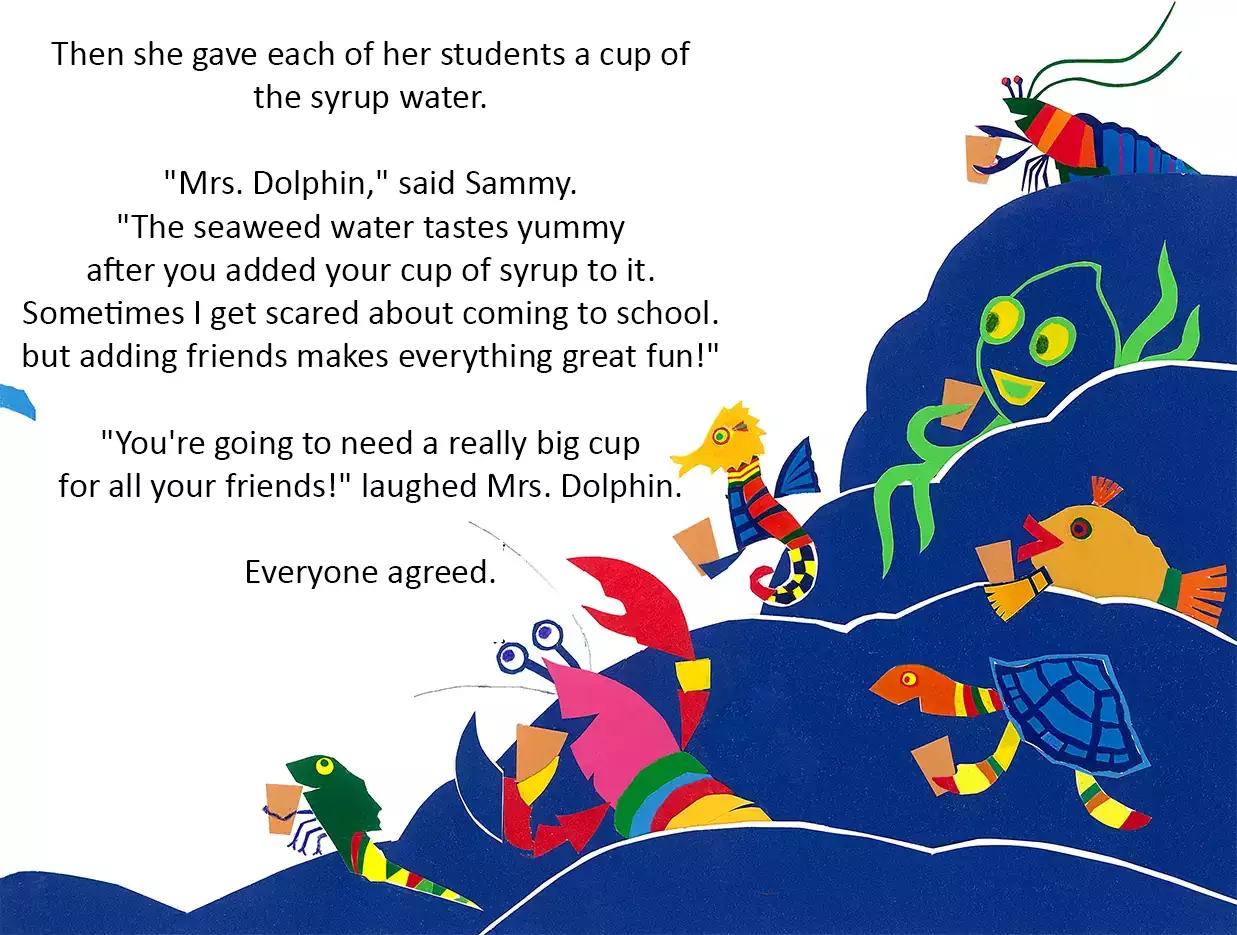 Then she gave each of her students a cup of
the syrup water.
"Mrs. Dolphin," said Sammy.
"The seaweed water tastes yummy
after you added your cup of syrup to it.
Sometimes I get scared about coming to school.
but adding friends makes everything great fun!"
"You're going to need a really big cup
for all your friends!" laughed Mrs. Dolphin.
Everyone agreed.